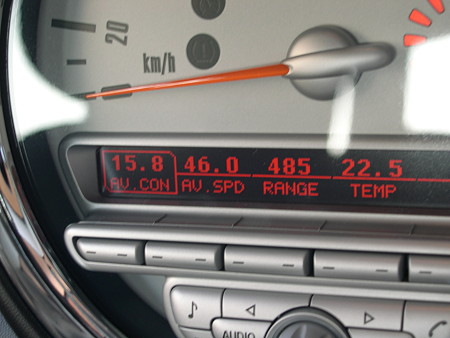 20
km/h
15.8 46.0 485 22.5
AV.CON AV.SPD RANGE TEMP
AUDIO